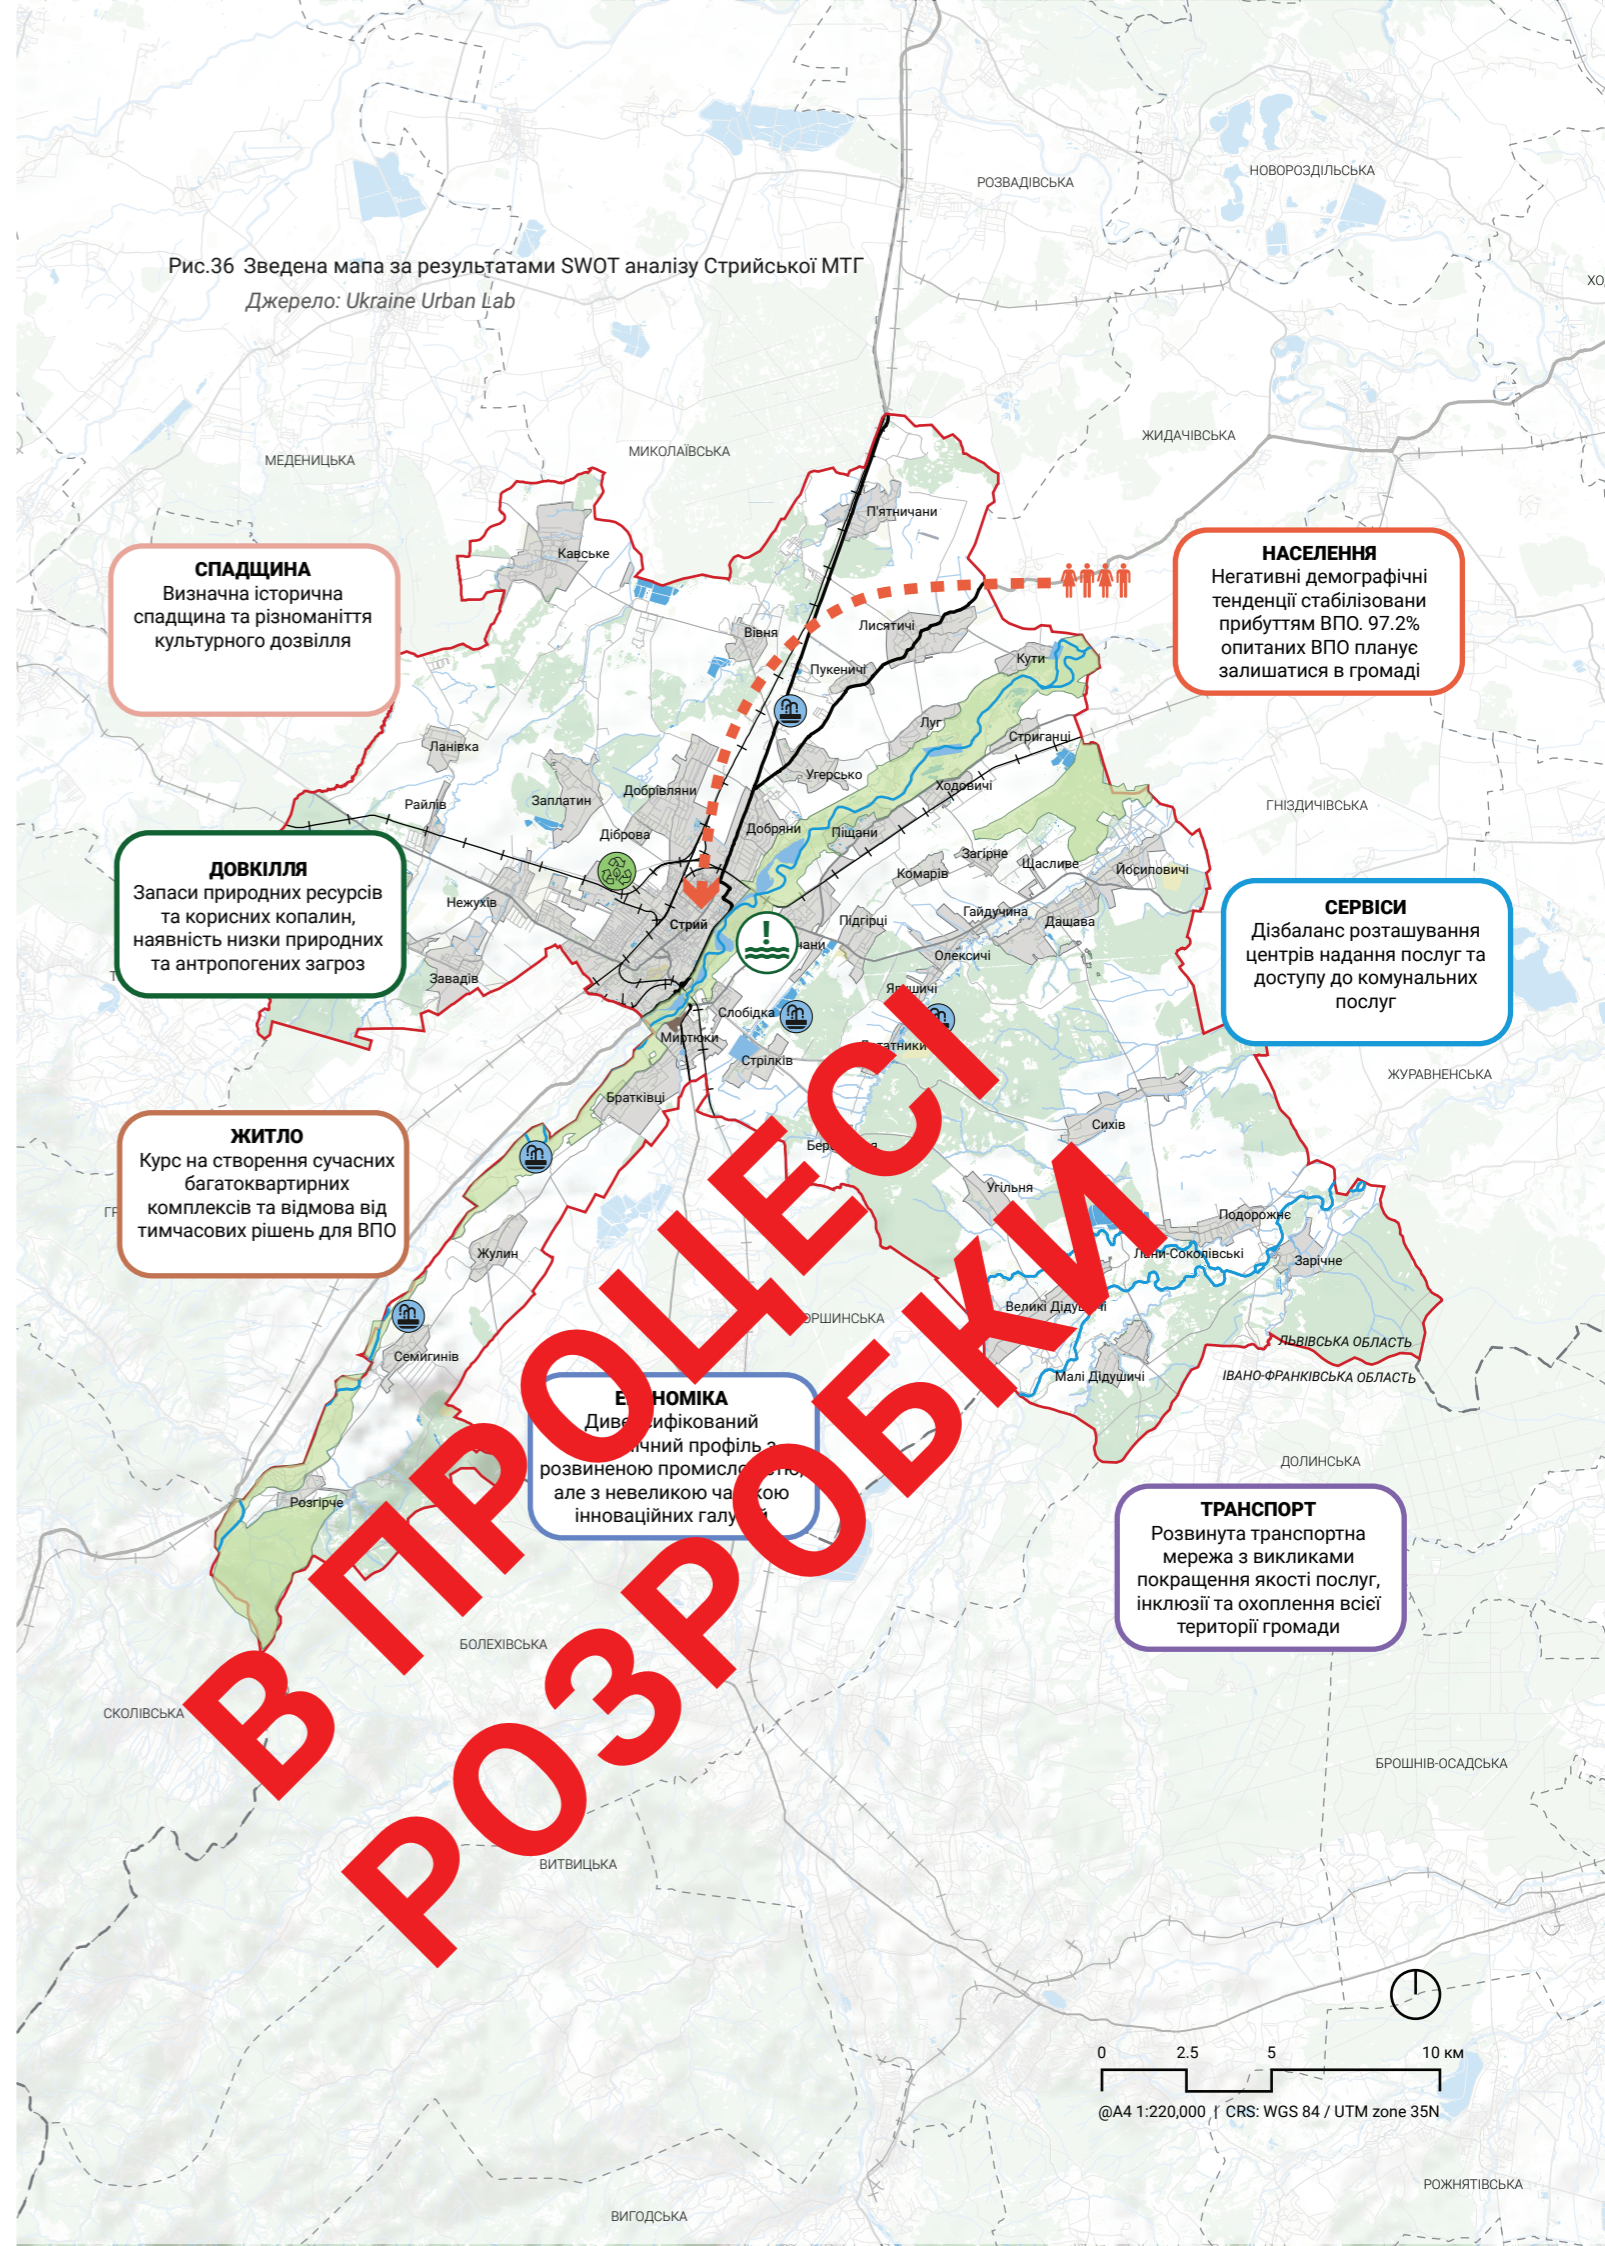 РОЗВАДІВСЬКА
НОВОРОЗДІЛЬСЬКА
Рис.36 Зведена мапа за результатами SWOT аналізу Стрийської МТГ
Джерело: Ukraine Urban Lab
ЖИДАЧІВСЬКА
МИКОЛАЇВСЬКА
МЕДЕНИЦЬКА
П'ятничани
Кавське
СПАДЩИНА
Визначна історична
спадщина та різноманіття
культурного дозвілля
НАСЕЛЕННЯ
Негативні демографічні
тенденції стабілізовани
прибуттям ВПО. 97.2%
опитаних ВПО планує
залишатися в громаді
Вівня
Лисятичі
Пукеничі
Кути
Луг
Стриганці
Ланівка
Угерсько
Ходовичі
Райлів
Заплатин
Добрівляни
ГНІЗДИЧІВСЬКА
Діброва
Добряни
Піщани
Загірне
Щасливе
Йосиповичі
Комарів
ДОВКІЛЛЯ
Запаси природних ресурсів
та корисних копалин,
наявність низки природних
та антропогених загроз
Нежухів
Стрий
Підгірці
Гайдучина
Дашава
Олексичі
Завадів
СЕРВІСИ
Дізбаланс розташування
центрів надання послуг та
доступу до комунальних
послуг
Слобідка
Миртюки
Стрілків
Братківці
ЖУРАВНЕНСЬКА
Сихів
ЖИТЛО
Курс на створення сучасних
багатоквартирних
комплексів та відмова від
тимчасових рішень для ВПО
Угільня
Подорожнє
Жулин
Лани-Соколівські
Зарічне
Семигинів
Малі Дідушичі
ЛЬВІВСЬКА ОБЛАСТЬ
ІВАНО-ФРАНКІВСЬКА ОБЛАСТЬ
але з невеликою
інноваційних
Розгірче
ДОЛИНСЬКА
ТРАНСПОРТ
Розвинута транспортна
мережа з викликами
покращення якості послуг,
інклюзії та охоплення всієї
території громади
В ПРОЦЕСІ
РОЗРОБКИ
БОЛЕХІВСЬКА
СКОЛІВСЬКА
БРОШНІВ-ОСАДСЬКА
ВИТВИЦЬКА
0 2.5 5 10 км
@A4 1:220,000 | CRS: WGS 84 / UTM zone 35N
РОЖНЯТІВСЬКА
ВИГОДСЬКА